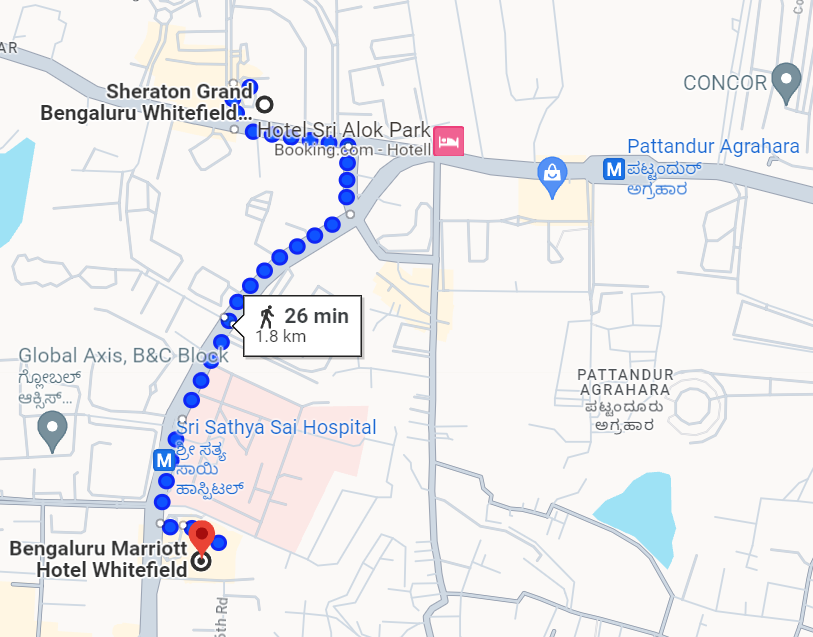 AR
CONCOR
Sheraton Grand
Bengaluru Whitefield...
Hotel Sri Alok Park
Booking.com - Hotell
Pattandur Agrahara
M
ಪಟ್ಟಂದುರ್
ಅಗ್ರಹಾರ
26 min
1.8 km
Global Axis, B&C Block
ಗ್ಲೋಬಲ್
ಆಕ್ಸಿಸ್...
PATTANDUR
AGRAHARA
ಪಟ್ಟಂದೂರು
ಅಗ್ರಹಾರ
Sri Sathya Sai Hospital
M
ಶ್ರೀ ಸತ್ಯ
ಸಾಯಿ
ಹಾಸ್ಪಿಟಲ್
Bengaluru Marriott
Hotel Whitefield
5th Rd